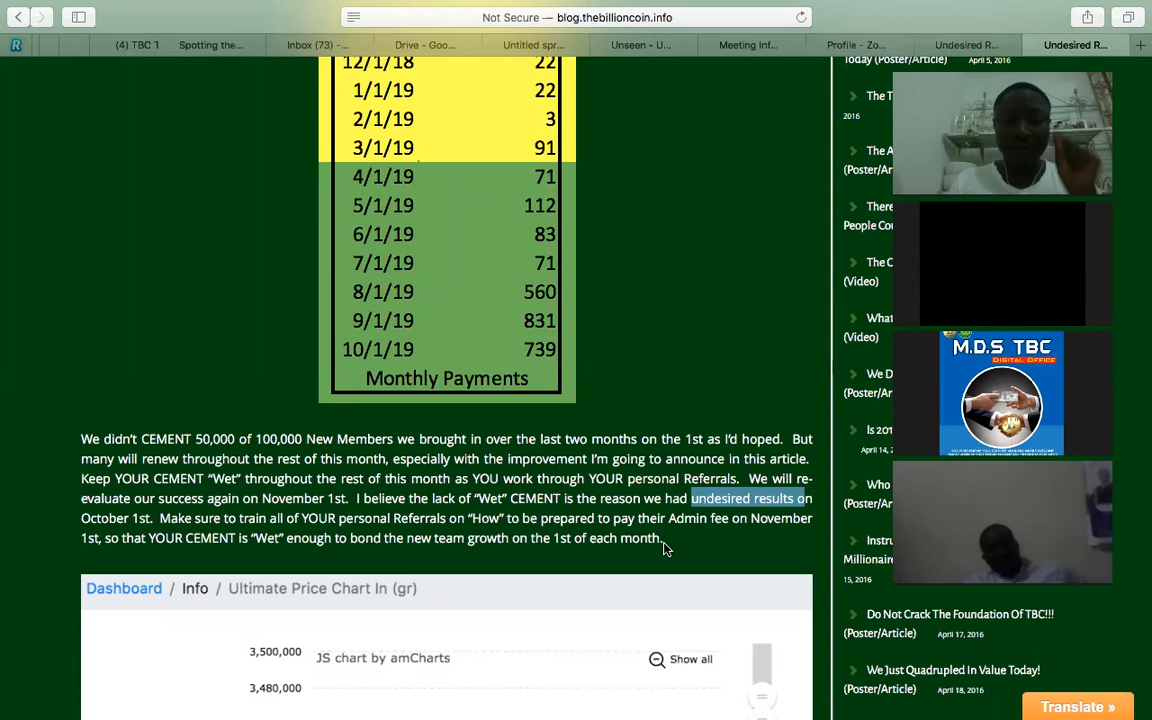 Not Secure — blog.thebillioncoin.info
(4) TBC T
Spotting the...
Inbox (73) –...
Drive - Goo...
Untitled spr...
Unseen - U...
Meeting Inf...
Profile - Zo...
Undesired R...
Undesired R...
12/1/18 22
1/1/19 22
2/1/19 3
3/1/19 91
4/1/19 71
5/1/19 112
6/1/19 83
7/1/19 71
8/1/19 560
9/1/19 831
10/1/19 739
Monthly Payments
We didn't CEMENT 50,000 of 100,000 New Members we brought in over the last two months on the 1st as I'd hoped. But
many will renew throughout the rest of this month, especially with the improvement I'm going to announce in this article.
Keep YOUR CEMENT "Wet" throughout the rest of this month as YOU work through YOUR personal Referrals. We will re-
evaluate our success again on November 1st. I believe the lack of "Wet" CEMENT is the reason we had undesired results on
October 1st. Make sure to train all of YOUR personal Referrals on "How" to be prepared to pay their Admin fee on November
1st, so that YOUR CEMENT is "Wet" enough to bond the new team growth on the 1st of each month.
Dashboard / Info / Ultimate Price Chart In (gr)
3,500,000
JS chart by amCharts
Show all
3,480,000
Today (Poster/Article) April 5, 2016
The T
2016
The A
(Poster/Ar
There
People Cou
The C
(Video)
What
(Video)
We D
(Poster/Ar
Is 201
April 14, 2
Who
(Poster/Ar
Instru
Millionaire
15, 2016
Do Not Crack The Foundation Of TBC!!!
(Poster/Article) April 17, 2016
We Just Quadrupled In Value Today!
(Poster/Article) April 18, 2016
M.D.S TBC
DIGITAL OFFICE
Translate »